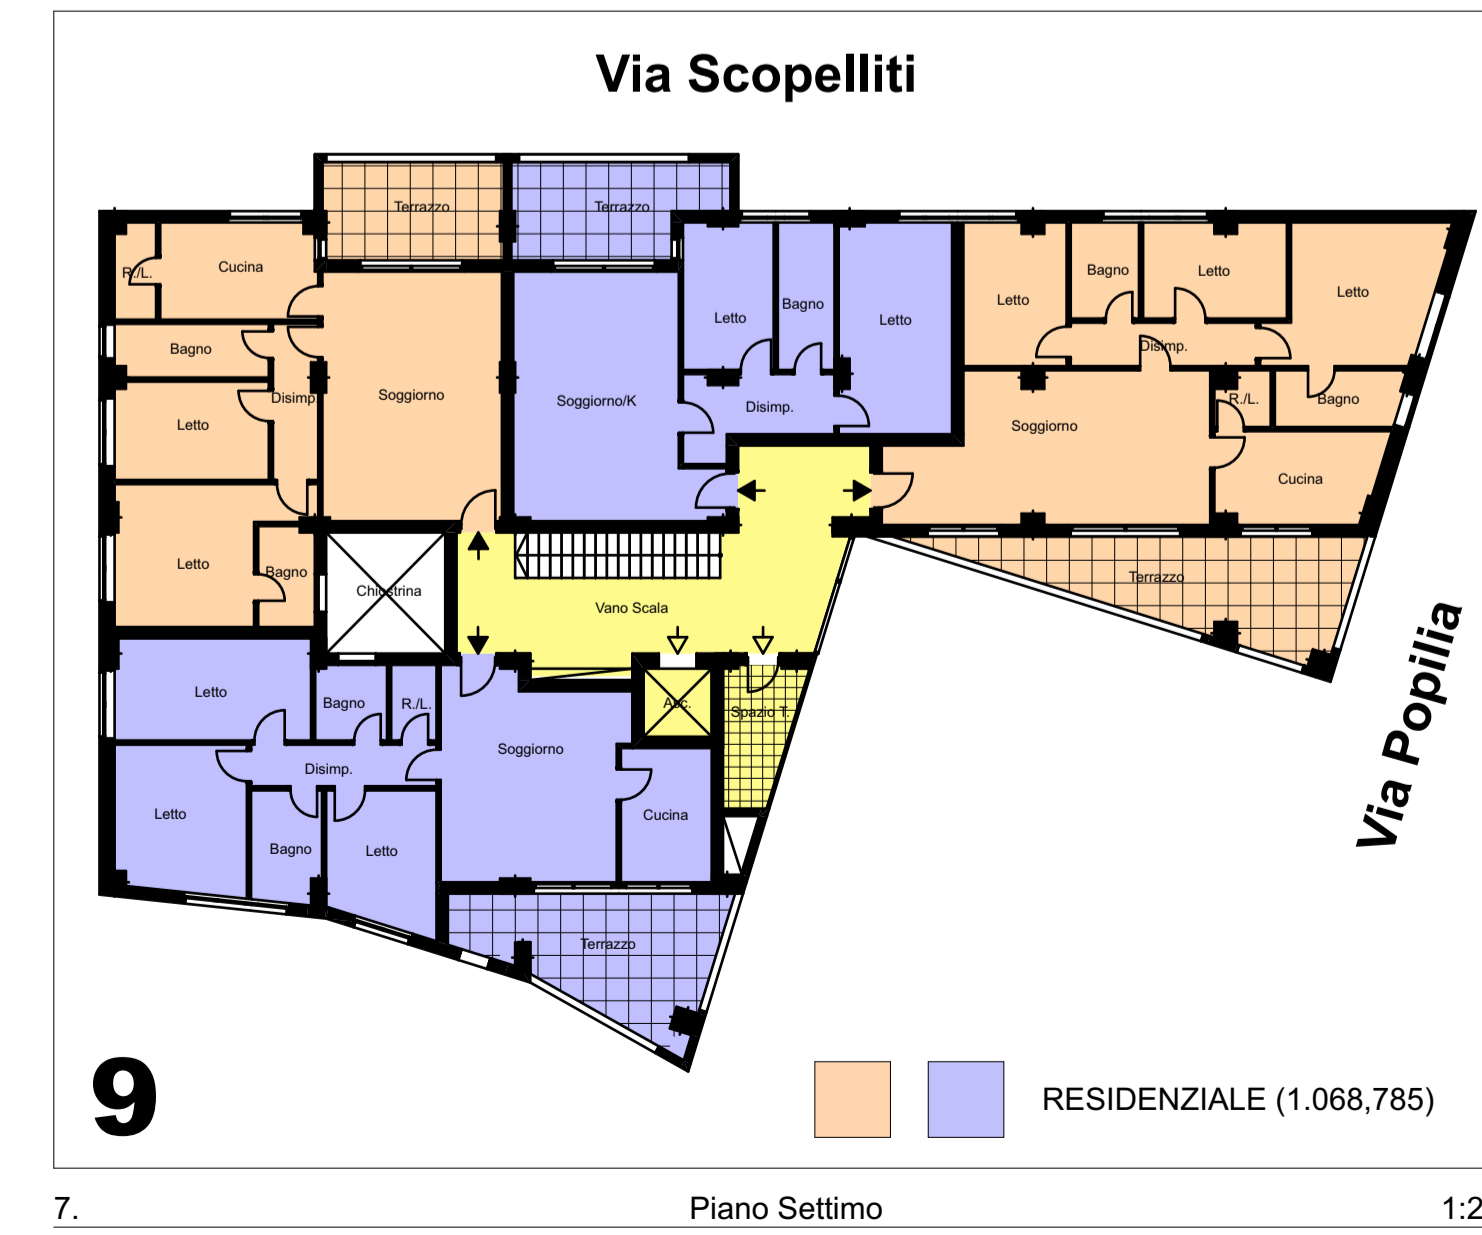 Via Scopelliti
Terrazzo
Terrazzo
R./L.
Cucina
Letto
Bagno
Letto
Letto
Bagno
Letto
Letto
Bagno
Disimp.
Letto
Disimp.
Soggiorno
Soggiorno/K
Disimp.
Soggiorno
R./L.
Bagno
Cucina
Letto
Bagno
Chiostrina
Vano Scala
Terrazzo
Via Popilia
Letto
Bagno
R./L.
Asc.
Spazio T.
Soggiorno
Disimp.
Letto
Bagno
Letto
Cucina
Terrazzo
9
RESIDENZIALE (1.068,785)
7.
Piano Settimo
1:2